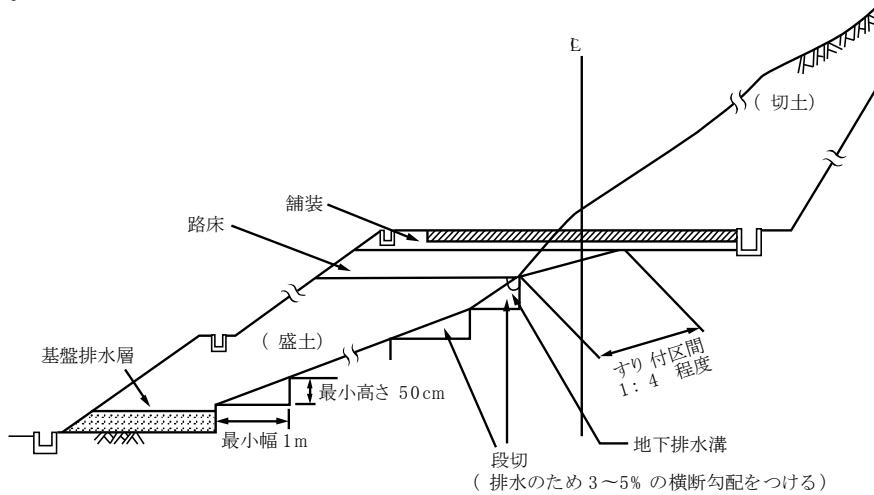 ℄
(切土)
舗装
路床
(盛土)
基盤排水層
すり付区間
1:4 程度
最小高さ 50cm
最小幅1m
地下排水溝
段切
(排水のため3～5%の横断勾配をつける)